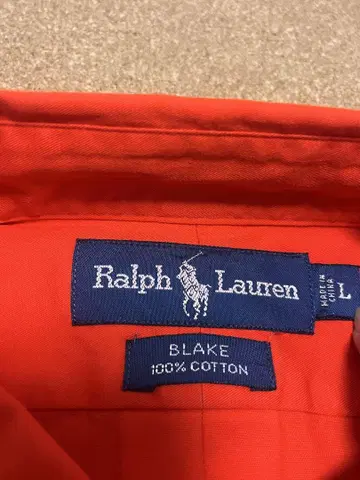 Ralph Lauren
MADE IN
CHINA
L
BLAKE
100% COTTON